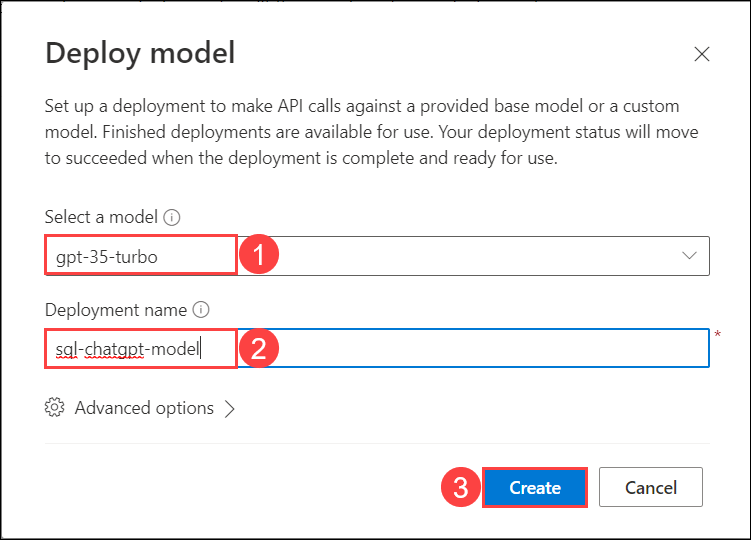 Deploy model
Set up a deployment to make API calls against a provided base model or a custom
model. Finished deployments are available for use. Your deployment status will move
to succeeded when the deployment is complete and ready for use.
Select a model
gpt-35-turbo 1
Deployment name
sql-chatgpt-model 2 *
Advanced options
3 Create Cancel